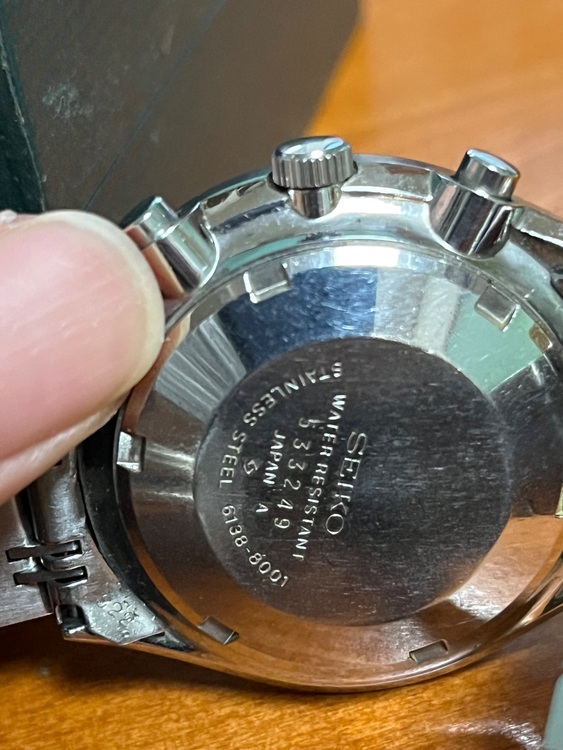 SEIKO
WATER RESISTANT
533249
JAPAN A
STAINLESS STEEL 6138-8001